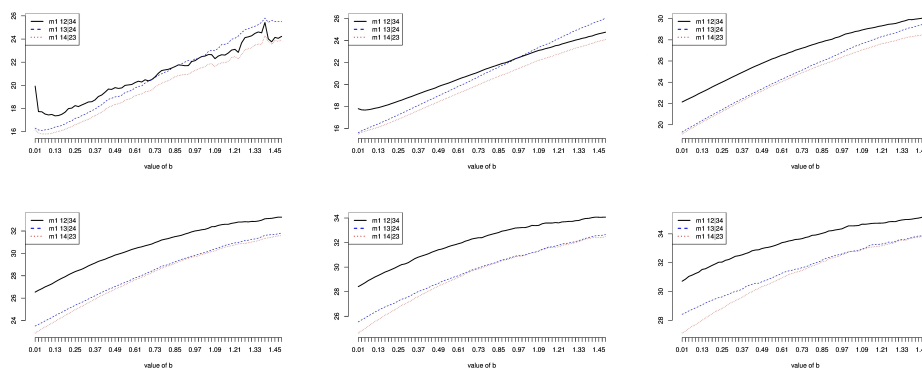 m1 12|34
m1 13|24
m1 14|23
16 18 20 22 24 26
0.01 0.13 0.25 0.37 0.49 0.61 0.73 0.85 0.97 1.09 1.21 1.33 1.45
value of b
m1 12|34
m1 13|24
m1 14|23
16 18 20 22 24 26
0.01 0.13 0.25 0.37 0.49 0.61 0.73 0.85 0.97 1.09 1.21 1.33 1.45
value of b
m1 12|34
m1 13|24
m1 14|23
20 22 24 26 28 30
0.01 0.13 0.25 0.37 0.49 0.61 0.73 0.85 0.97 1.09 1.21 1.33 1.4
value of b
m1 12|34
m1 13|24
m1 14|23
24 26 28 30 32
0.01 0.13 0.25 0.37 0.49 0.61 0.73 0.85 0.97 1.09 1.21 1.33 1.45
value of b
m1 12|34
m1 13|24
m1 14|23
26 28 30 32 34
0.01 0.13 0.25 0.37 0.49 0.61 0.73 0.85 0.97 1.09 1.21 1.33 1.45
value of b
m1 12|34
m1 13|24
m1 14|23
28 30 32 34
0.01 0.13 0.25 0.37 0.49 0.61 0.73 0.85 0.97 1.09 1.21 1.33 1.4
value of b